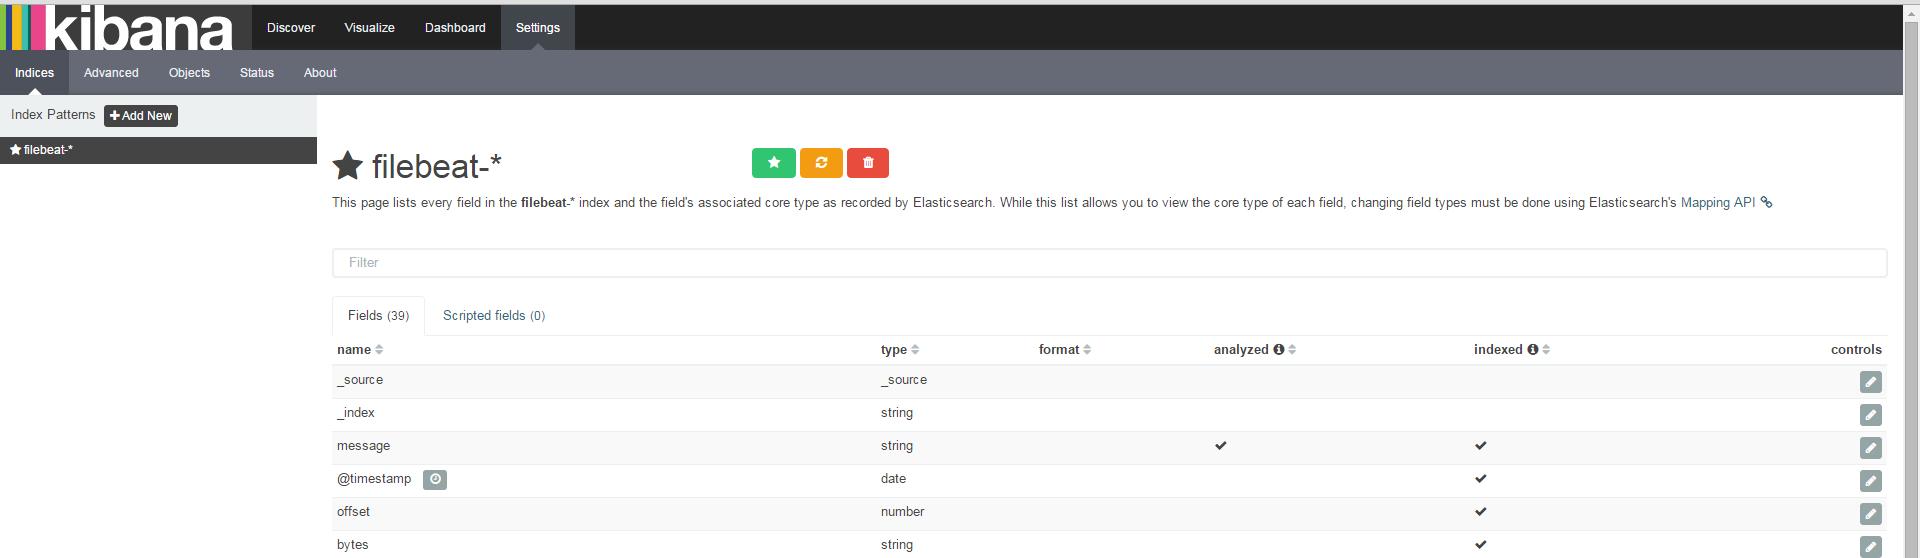 kibana Discover Visualize Dashboard Settings
Indices Advanced Objects Status About
Index Patterns Add New
filebeat-*
filebeat-*
This page lists every field in the filebeat-* index and the field's associated core type as recorded by Elasticsearch. While this list allows you to view the core type of each field, changing field types must be done using Elasticsearch's Mapping API
Filter
Fields (39) Scripted fields (0)
name type format analyzed indexed controls
_source _source
_index string
message string
@timestamp date
offset number
bytes string